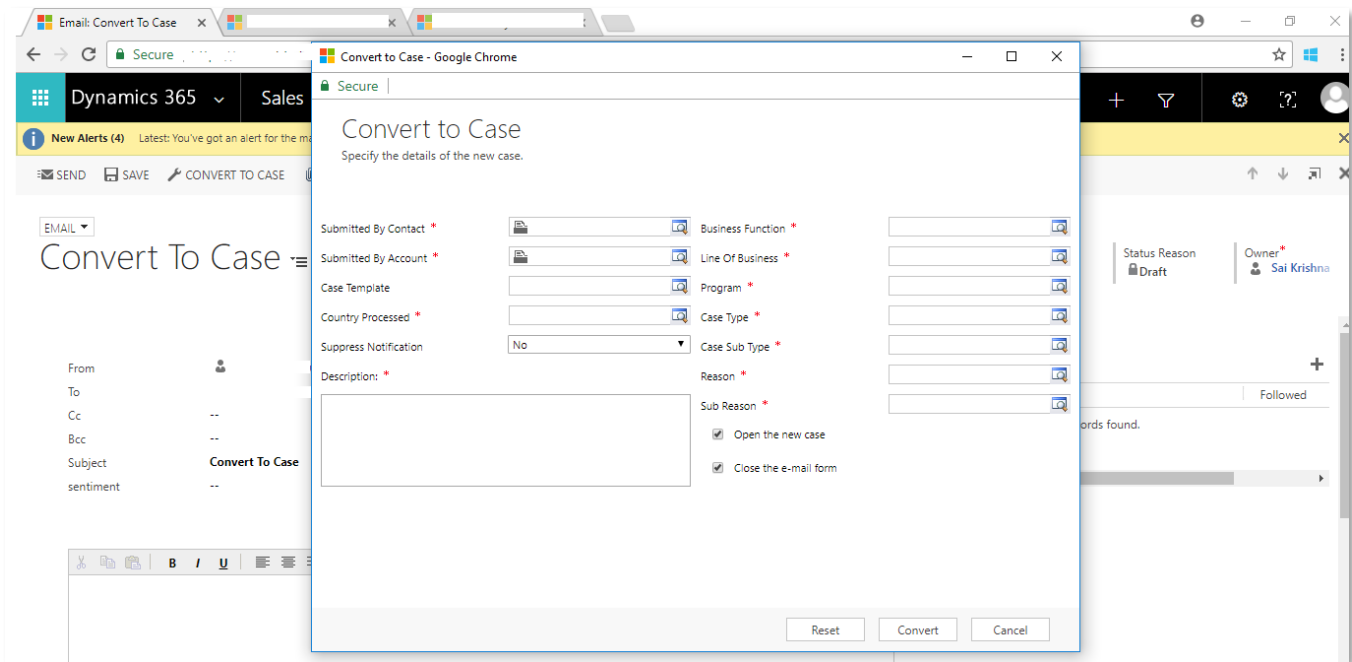 Email: Convert To Case
Secure
Convert to Case - Google Chrome
Secure
Dynamics 365 Sales
New Alerts (4) Latest: You've got an alert for the ma
SEND SAVE CONVERT TO CASE
Convert to Case
Specify the details of the new case.
EMAIL
Convert To Case
Status Reason
Draft
Owner*
Sai Krishna
Submitted By Contact *
Submitted By Account *
Case Template
Country Processed *
Suppress Notification No
Description: *
Business Function *
Line Of Business *
Program *
Case Type *
Case Sub Type *
Reason *
Sub Reason *
Open the new case
Close the e-mail form
From
To
Cc --
Bcc --
Subject Convert To Case
sentiment --
Followed
ords found.
B I U
Reset Convert Cancel